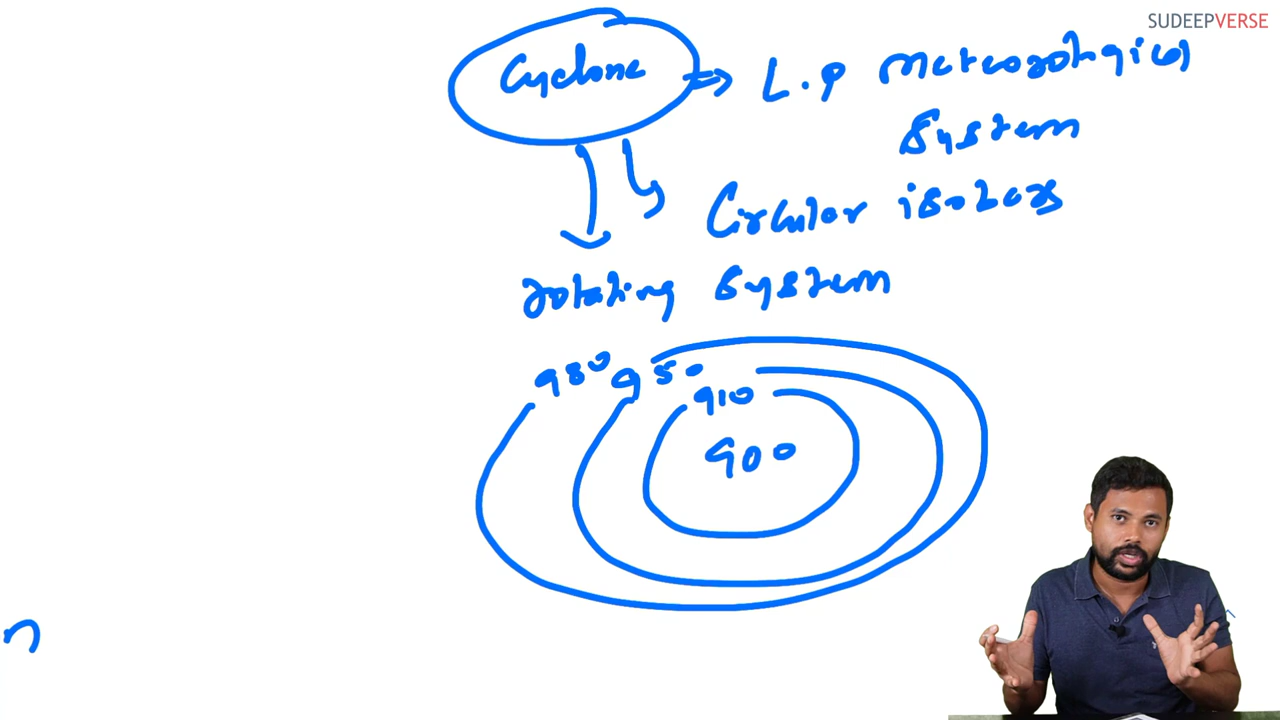 SUDEEPVERSE
Cyclone => L.P Meteorological
System
Circular isobars
rotating system
980 950
910
900
n